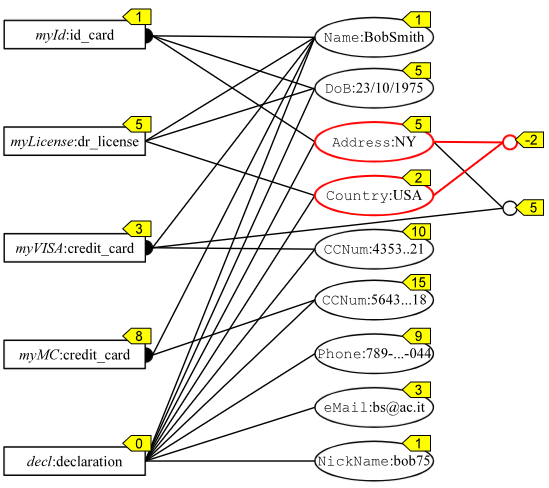 1
myId:id_card
1
Name:BobSmith
5
DoB:23/10/1975
5
myLicense:dr_license
5
Address:NY
-2
2
Country:USA
5
3
myVISA:credit_card
10
CCNum:4353..21
15
CCNum:5643...18
8
myMC:credit_card
9
Phone:789-...-044
3
eMail:bs@ac.it
0
decl:declaration
1
NickName:bob75